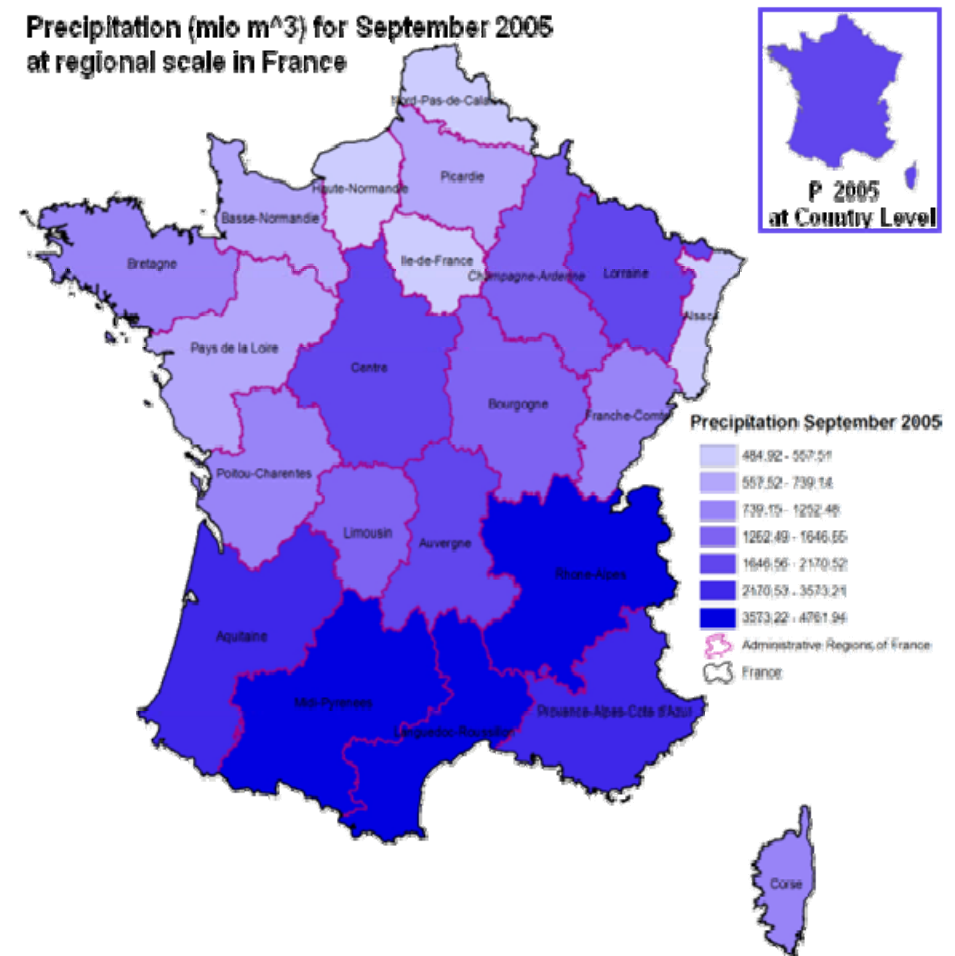 Precipitation (mio m^3) for September 2005
at regional scale in France
P 2005
at Country Level
Nord-Pas-de-Calais
Picardie
Haute-Normandie
Basse-Normandie
Ile-de-France
Bretagne
Champagne-Ardenne
Lorraine
Alsace
Pays de la Loire
Centre
Bourgogne
Franche-Comte
Poitou-Charentes
Limousin
Auvergne
Rhone-Alpes
Aquitaine
Midi-Pyrenees
Languedoc-Roussillon
Provence-Alpes-Cote d'Azur
Corse
Precipitation September 2005
484.92 - 557.51
557.52 - 739.14
739.15 - 1252.48
1252.49 - 1646.55
1646.56 - 2170.52
2170.53 - 3573.21
3573.22 - 4761.94
Administrative Regions of France
France